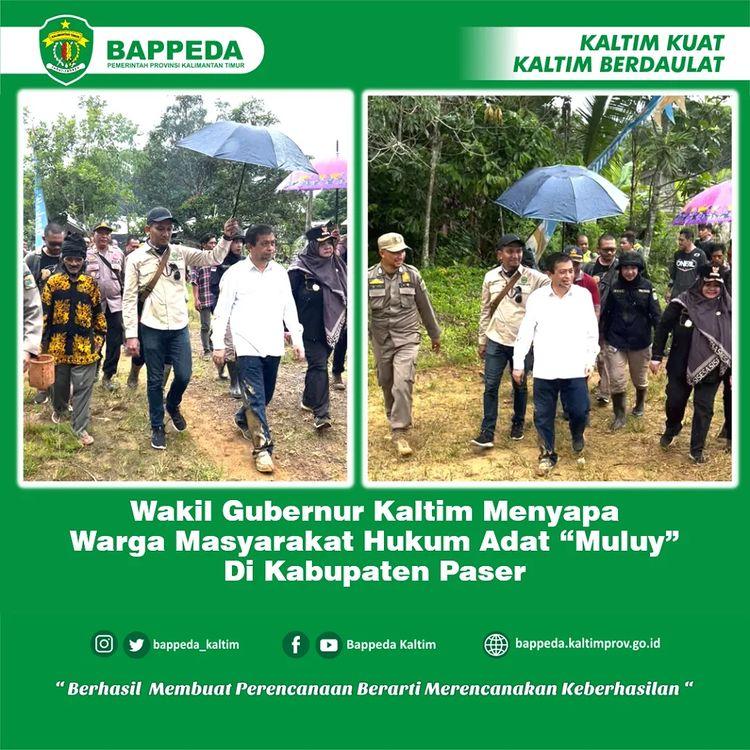 BAPPEDA
PEMERINTAH PROVINSI KALIMANTAN TIMUR
KALTIM KUAT
KALTIM BERDAULAT
Wakil Gubernur Kaltim Menyapa
Warga Masyarakat Hukum Adat “Muluy”
Di Kabupaten Paser
bappeda_kaltim
Bappeda Kaltim
bappeda.kaltimprov.go.id
“ Berhasil Membuat Perencanaan Berarti Merencanakan Keberhasilan “